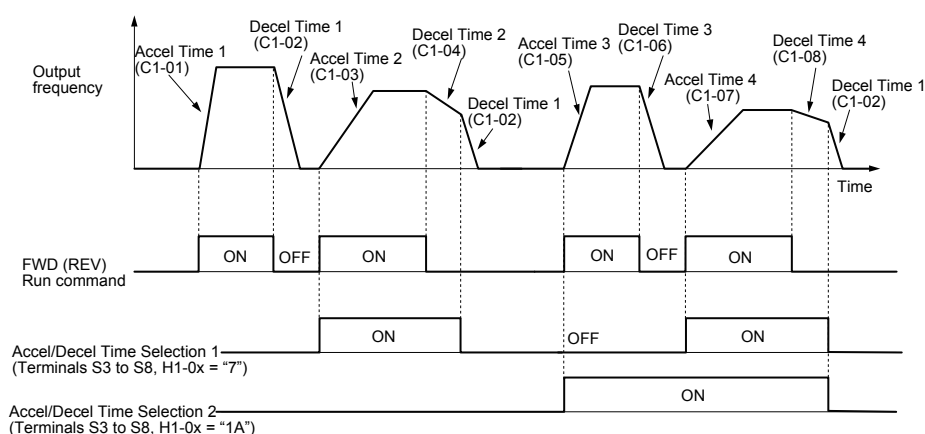 Output
frequency
Accel Time 1
(C1-01)
Decel Time 1
(C1-02)
Accel Time 2
(C1-03)
Decel Time 2
(C1-04)
Decel Time 1
(C1-02)
Accel Time 3
(C1-05)
Decel Time 3
(C1-06)
Accel Time 4
(C1-07)
Decel Time 4
(C1-08)
Decel Time 1
(C1-02)
Time
FWD (REV)
Run command
ON
OFF
ON
ON
OFF
ON
Accel/Decel Time Selection 1
(Terminals S3 to S8, H1-0x = “7”)
ON
OFF
ON
Accel/Decel Time Selection 2
(Terminals S3 to S8, H1-0x = “1A”)
ON